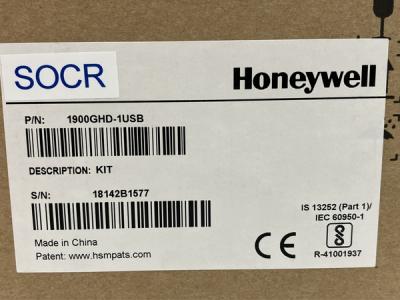 SOCR
Honeywell
P/N: 1900GHD-1USB
DESCRIPTION: KIT
S/N: 18142B1577
IS 13252 (Part 1)/
IEC 60950-1
Made in China
Patent: www.hsmpats.com
CE
R-41001937